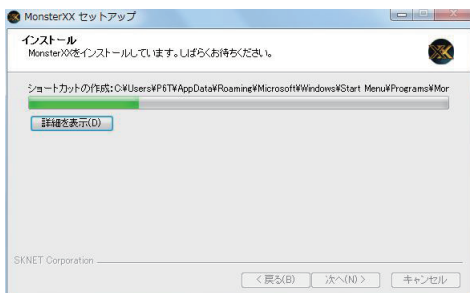 MonsterXX セットアップ
インストール
MonsterXXをインストールしています。しばらくお待ちください。
ショートカットの作成:C:¥Users¥P6T¥AppData¥Roaming¥Microsoft¥Windows¥Start Menu¥Programs¥Mor
詳細を表示(D)
SKNET Corporation
< 戻る(B) 次へ(N) > キャンセル